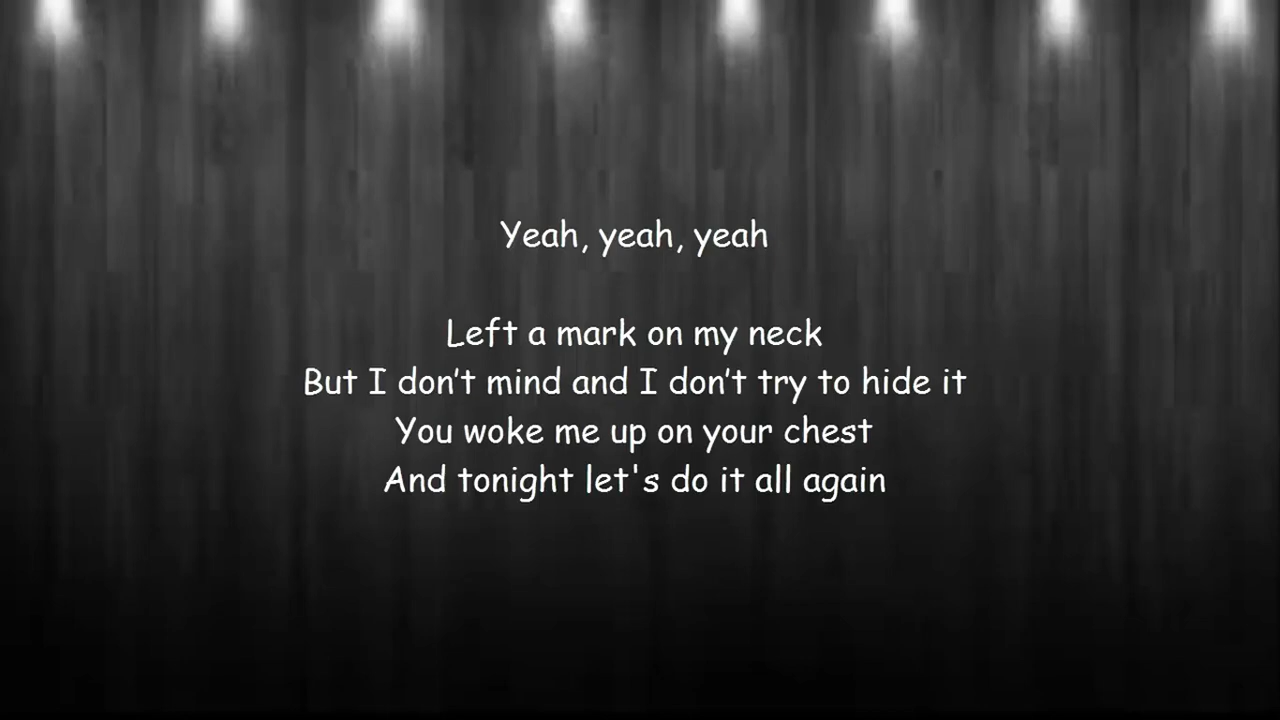 Yeah, yeah, yeah
Left a mark on my neck
But I don’t mind and I don’t try to hide it
You woke me up on your chest
And tonight let's do it all again